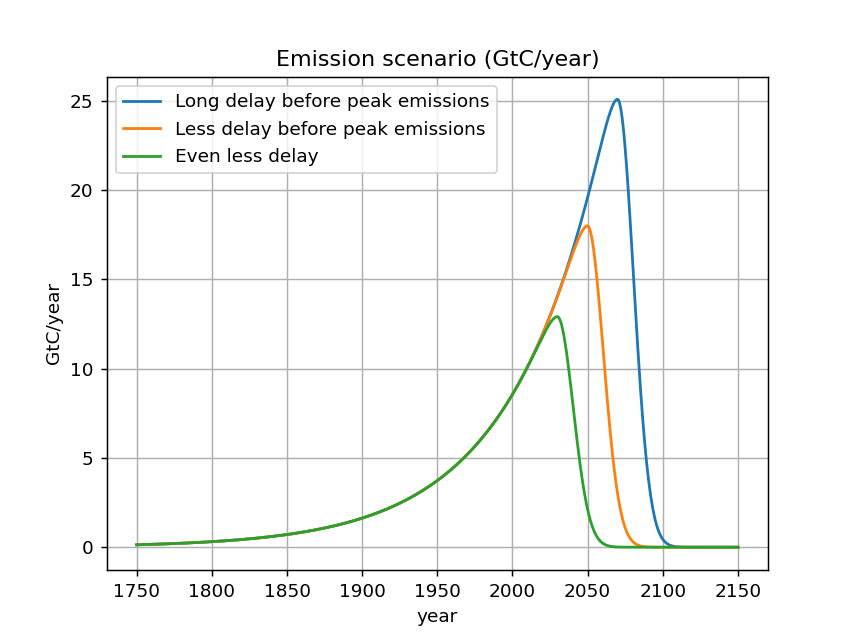 Emission scenario (GtC/year)
Long delay before peak emissions
Less delay before peak emissions
Even less delay
25
20
15
10
5
0
GtC/year
1750 1800 1850 1900 1950 2000 2050 2100 2150
year